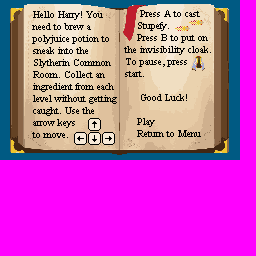 Hello Harry! You
need to brew a
polyjuice potion to
sneak into the
Slytherin Common
Room. Collect an
ingredient from each
level without getting
caught. Use the
arrow keys
to move.
Press A to cast
Stupefy.
Press B to put on
the invisibility cloak.
To pause, press
start.
Good Luck!
Play
Return to Menu